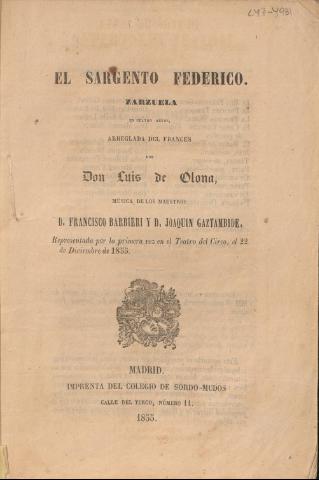 L47-4931
EL SARGENTO FEDERICO.
ZARZUELA
EN CUATRO ACTOS,
ARREGLADA DEL FRANCES
POR
Don Luis de Olona,
MÚSICA DE LOS MAESTROS
D. FRANCISCO BARBIERI Y D. JOAQUIN GAZTAMBIDE,
Representada por la primera vez en el Teatro del Circo, el 22
de Diciembre de 1855.
MADRID.
IMPRENTA DEL COLEGIO DE SORDO-MUDOS
CALLE DEL TURCO, NÚMERO 11.
1855.